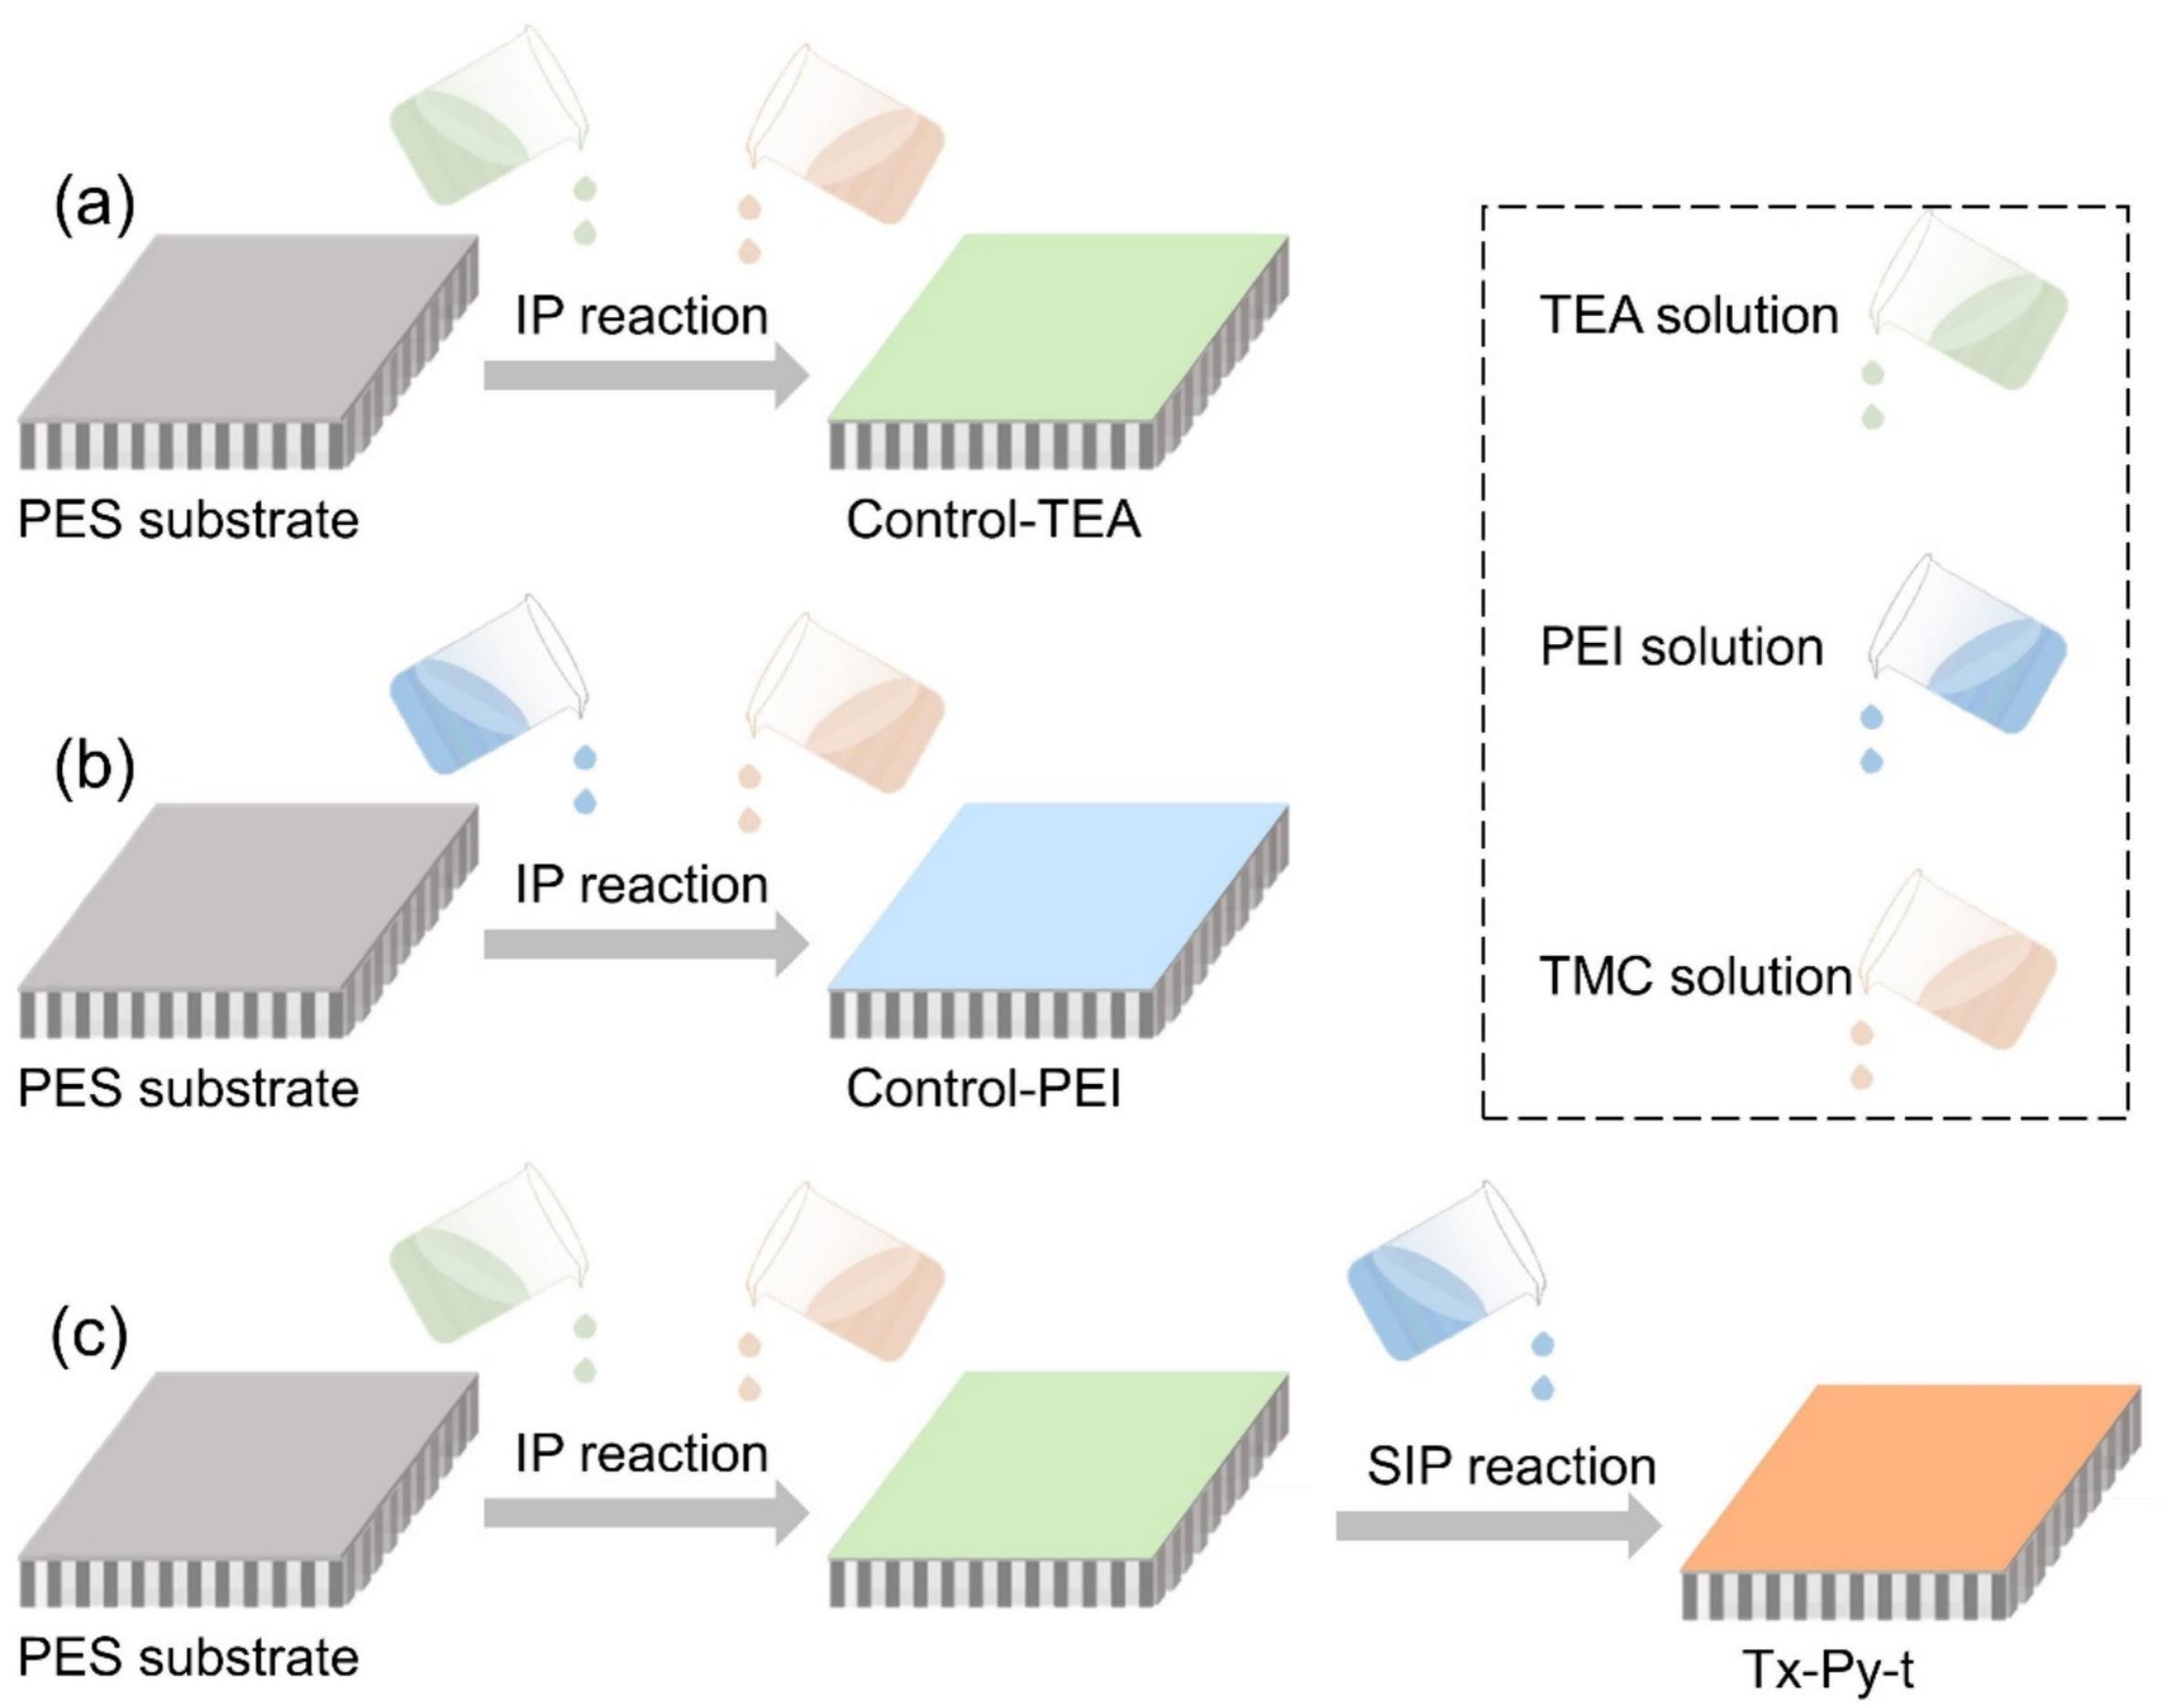 (a)
IP reaction
PES substrate
Control-TEA
TEA solution
PEI solution
TMC solution
(b)
IP reaction
PES substrate
Control-PEI
(c)
IP reaction
SIP reaction
PES substrate
Tx-Py-t